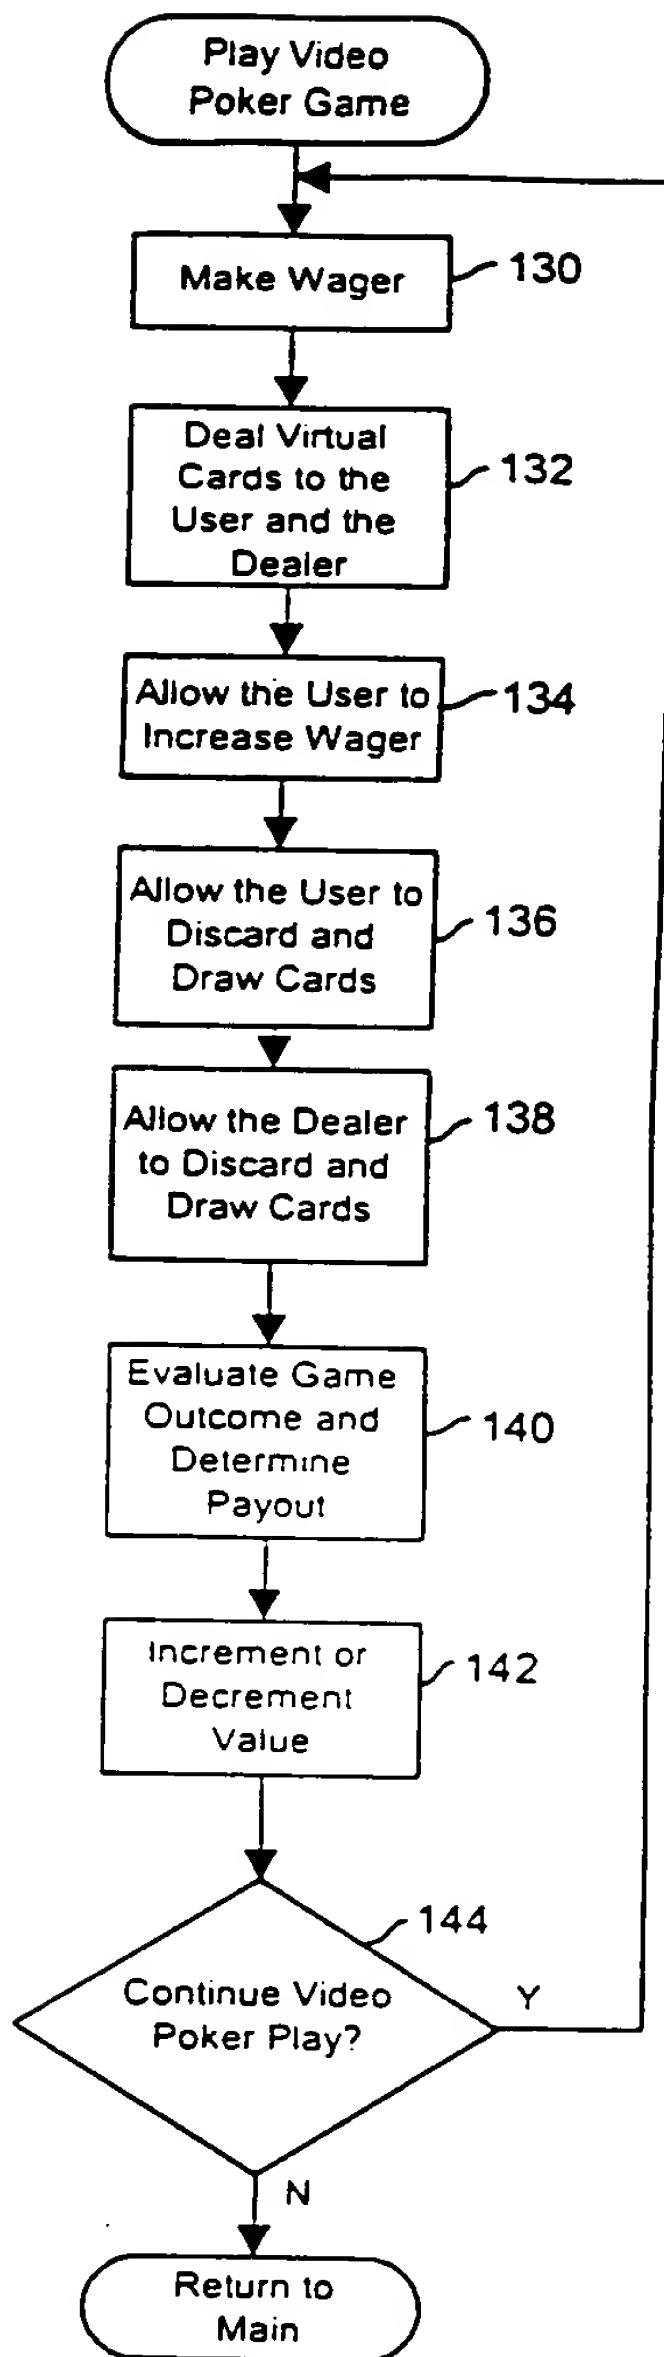 Play Video
Poker Game
Make Wager
130
Deal Virtual
Cards to the
User and the
Dealer
132
Allow the User to
Increase Wager
134
Allow the User to
Discard and
Draw Cards
136
Allow the Dealer
to Discard and
Draw Cards
138
Evaluate Game
Outcome and
Determine
Payout
140
Increment or
Decrement
Value
142
144
Continue Video
Poker Play?
Y
N
Return to
Main